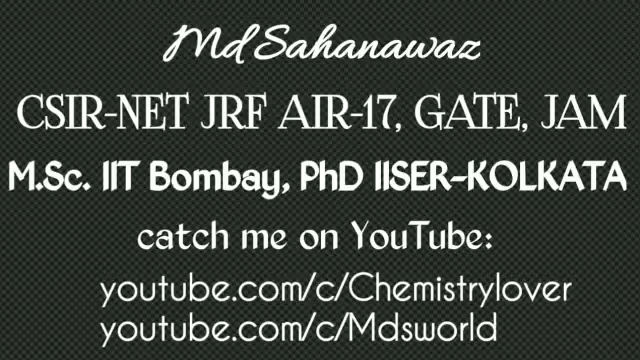 Md Sahanawaz
CSIR-NET JRF AIR-17, GATE, JAM
M.Sc. IIT Bombay, PhD IISER-KOLKATA
catch me on YouTube:
youtube.com/c/Chemistrylover
youtube.com/c/Mdsworld